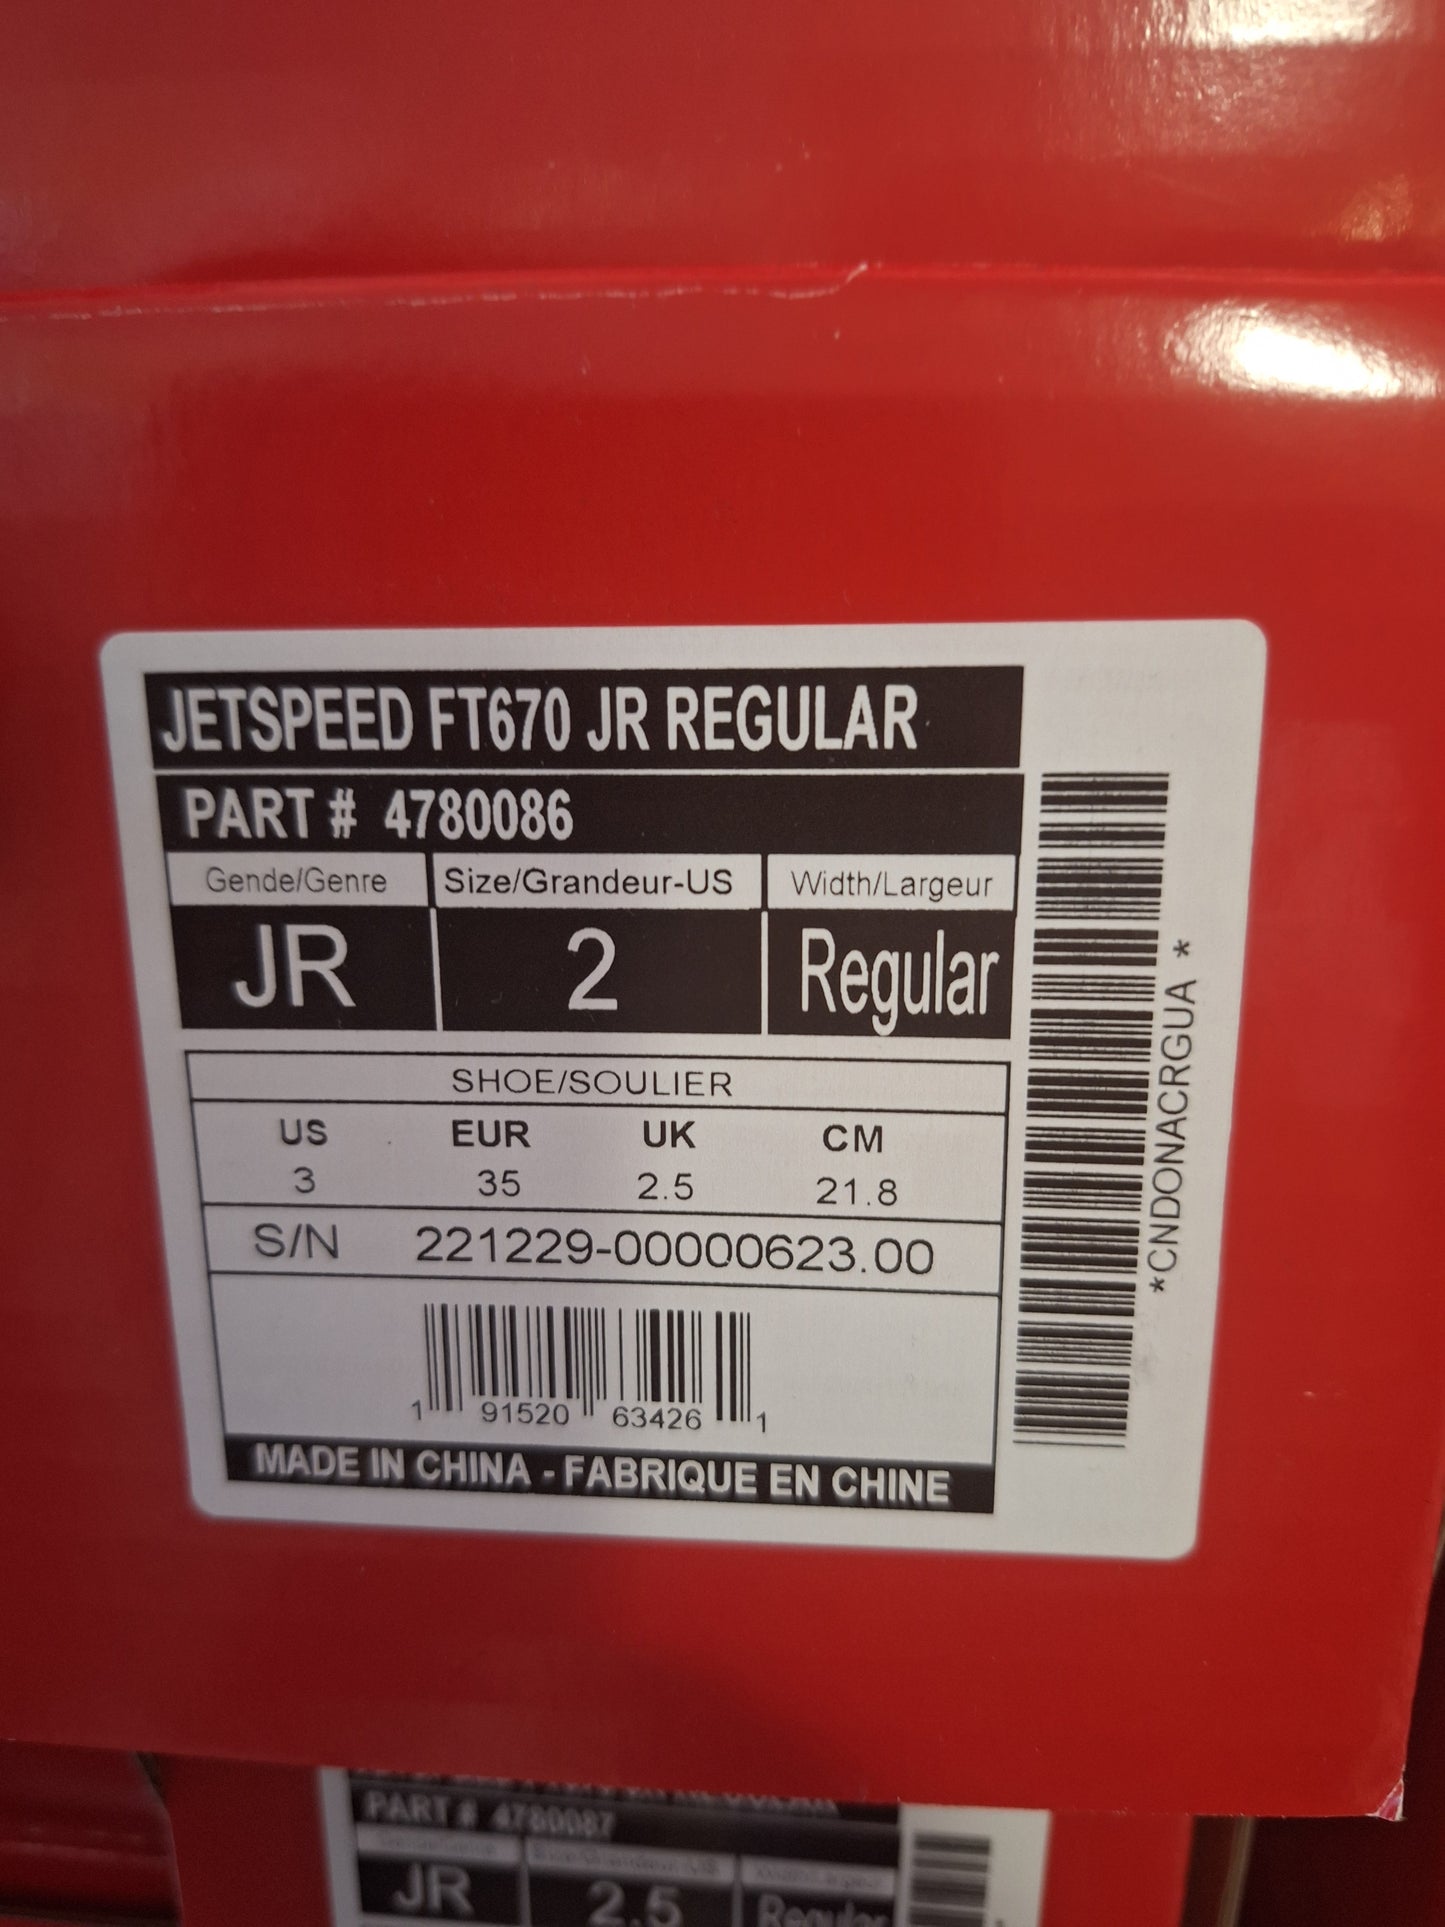 JETSPEED FT670 JR REGULAR
PART # 4780086
Gende/Genre Size/Grandeur-US Width/Largeur
JR 2 Regular
SHOE/SOULIER
US EUR UK CM
3 35 2.5 21.8
S/N 221229-00000623.00
1 91520 63426 1
MADE IN CHINA - FABRIQUE EN CHINE
*CNDONACRGUA *
PART # 4780087
JR 2.5 Regular